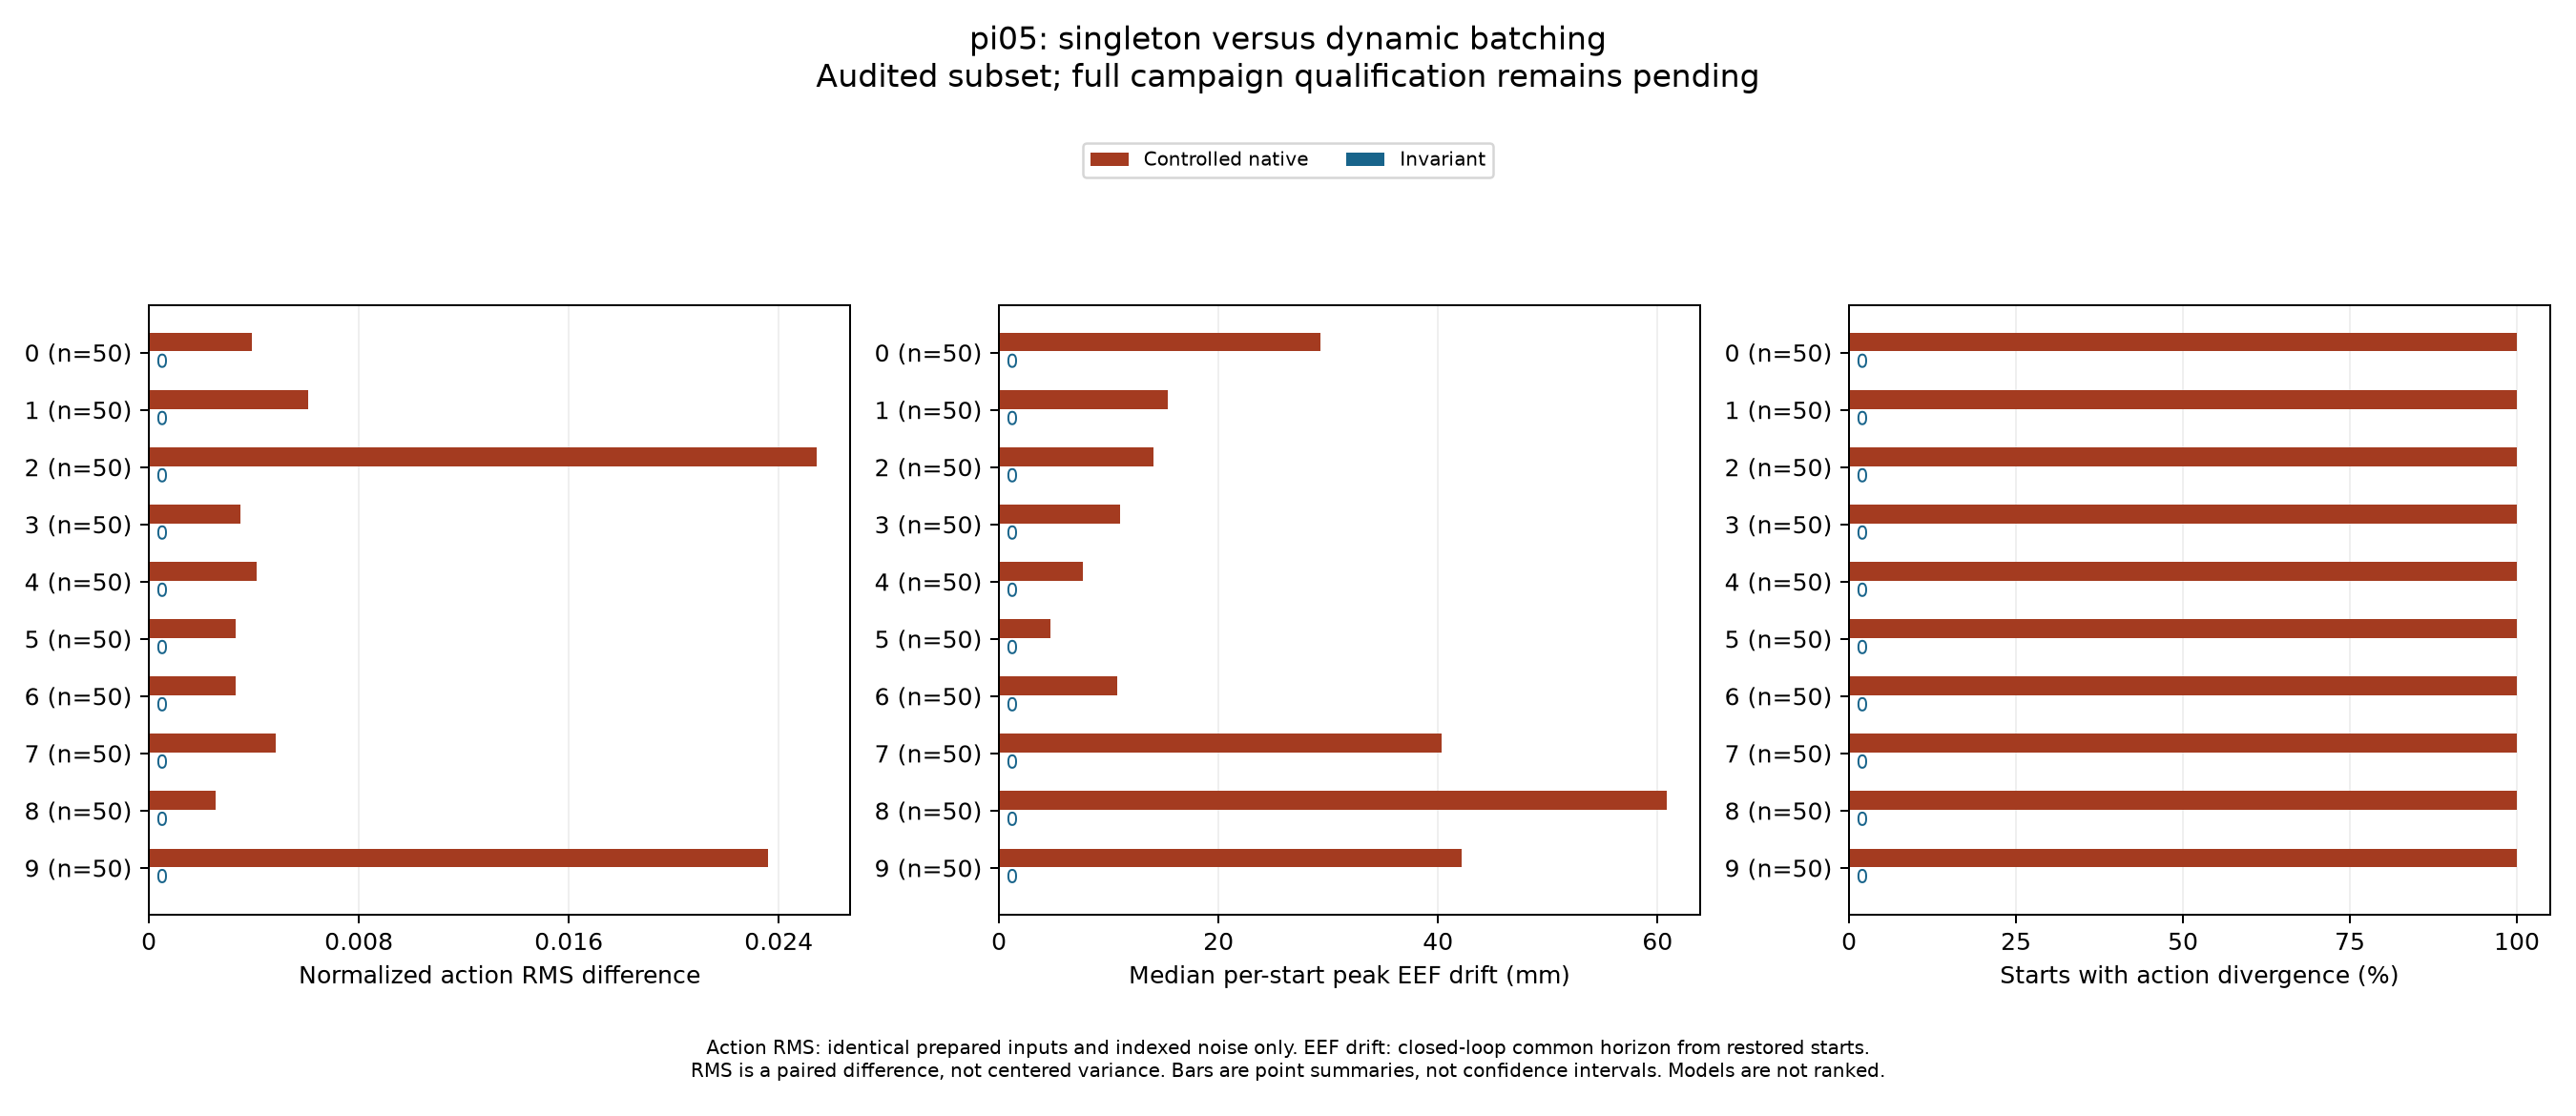 pi05: singleton versus dynamic batching
Audited subset; full campaign qualification remains pending
Controlled native
Invariant
0 (n=50)
0
1 (n=50)
0
2 (n=50)
0
3 (n=50)
0
4 (n=50)
0
5 (n=50)
0
6 (n=50)
0
7 (n=50)
0
8 (n=50)
0
9 (n=50)
0
0 0.008 0.016 0.024
Normalized action RMS difference
0 (n=50)
0
1 (n=50)
0
2 (n=50)
0
3 (n=50)
0
4 (n=50)
0
5 (n=50)
0
6 (n=50)
0
7 (n=50)
0
8 (n=50)
0
9 (n=50)
0
0 20 40 60
Median per-start peak EEF drift (mm)
0 (n=50)
0
1 (n=50)
0
2 (n=50)
0
3 (n=50)
0
4 (n=50)
0
5 (n=50)
0
6 (n=50)
0
7 (n=50)
0
8 (n=50)
0
9 (n=50)
0
0 25 50 75 100
Starts with action divergence (%)
Action RMS: identical prepared inputs and indexed noise only. EEF drift: closed-loop common horizon from restored starts.
RMS is a paired difference, not centered variance. Bars are point summaries, not confidence intervals. Models are not ranked.